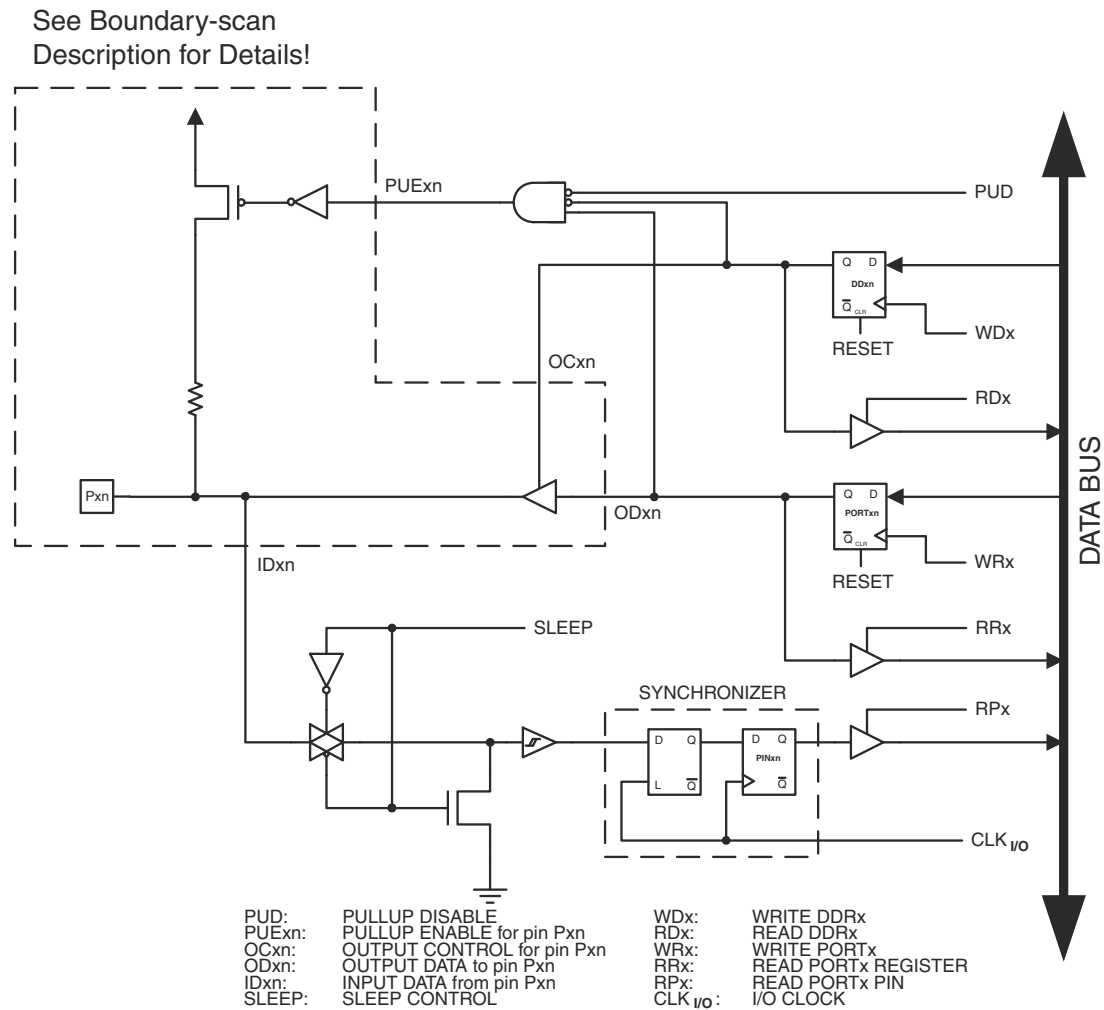 See Boundary-scan
Description for Details!
PUExn
PUD
Q D
DDxn
Q
CLR
WDx
RESET
OCxn
RDx
Pxn
ODxn
Q D
PORTxn
Q
CLR
WRx
RESET
IDxn
DATA BUS
SLEEP
RRx
SYNCHRONIZER
RPx
D Q
L Q
D Q
PINxn
Q
CLK I/O
PUD: PULLUP DISABLE
PUExn: PULLUP ENABLE for pin Pxn
OCxn: OUTPUT CONTROL for pin Pxn
ODxn: OUTPUT DATA to pin Pxn
IDxn: INPUT DATA from pin Pxn
SLEEP: SLEEP CONTROL
WDx: WRITE DDRx
RDx: READ DDRx
WRx: WRITE PORTx
RRx: READ PORTx REGISTER
RPx: READ PORTx PIN
CLK I/O: I/O CLOCK